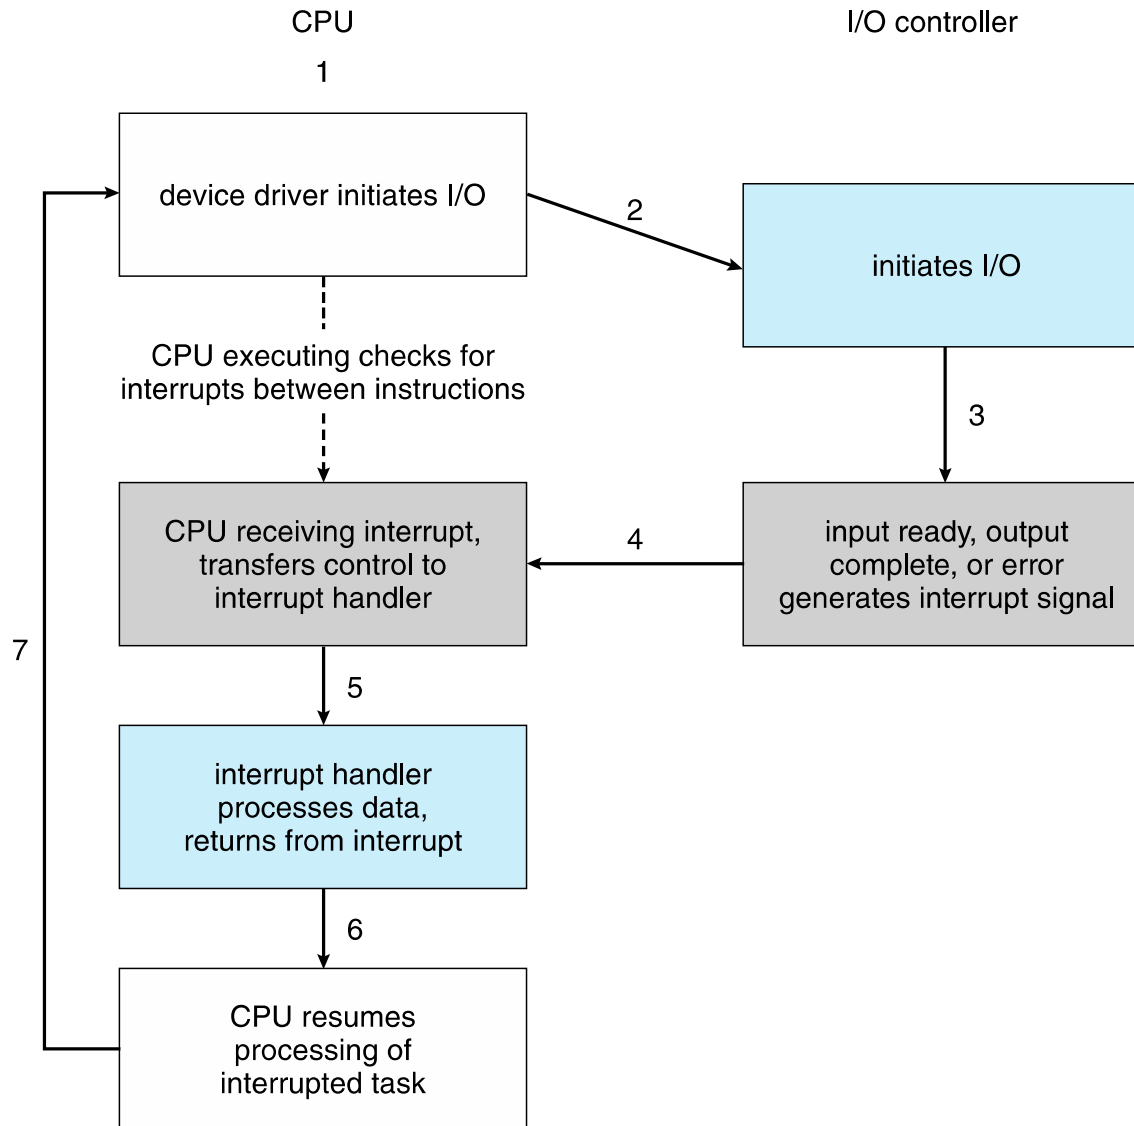 CPU
I/O controller
1
device driver initiates I/O
2
initiates I/O
CPU executing checks for
interrupts between instructions
3
CPU receiving interrupt,
transfers control to
interrupt handler
4
input ready, output
complete, or error
generates interrupt signal
7
5
interrupt handler
processes data,
returns from interrupt
6
CPU resumes
processing of
interrupted task